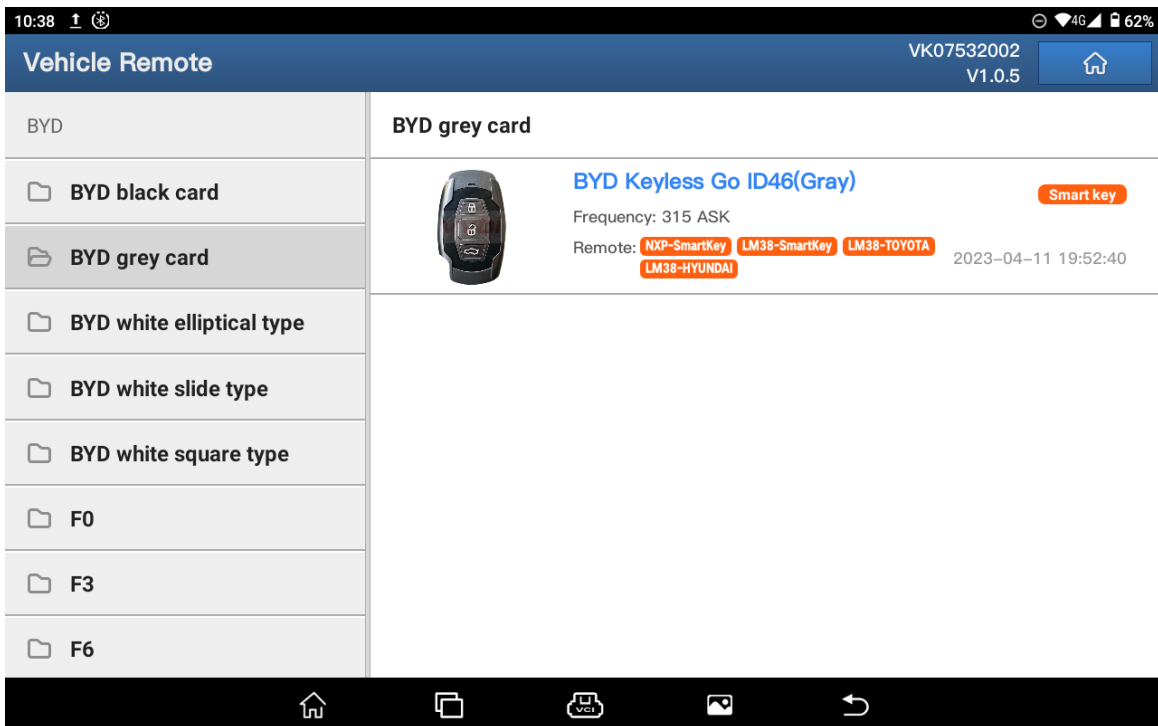 10:38
4G 62%
Vehicle Remote
VK07532002
V1.0.5
BYD
BYD black card
BYD grey card
BYD white elliptical type
BYD white slide type
BYD white square type
F0
F3
F6
BYD grey card
BYD Keyless Go ID46(Gray)
Smart key
Frequency: 315 ASK
Remote: NXP-SmartKey LM38-SmartKey LM38-TOYOTA
LM38-HYUNDAI
2023-04-11 19:52:40
VCI